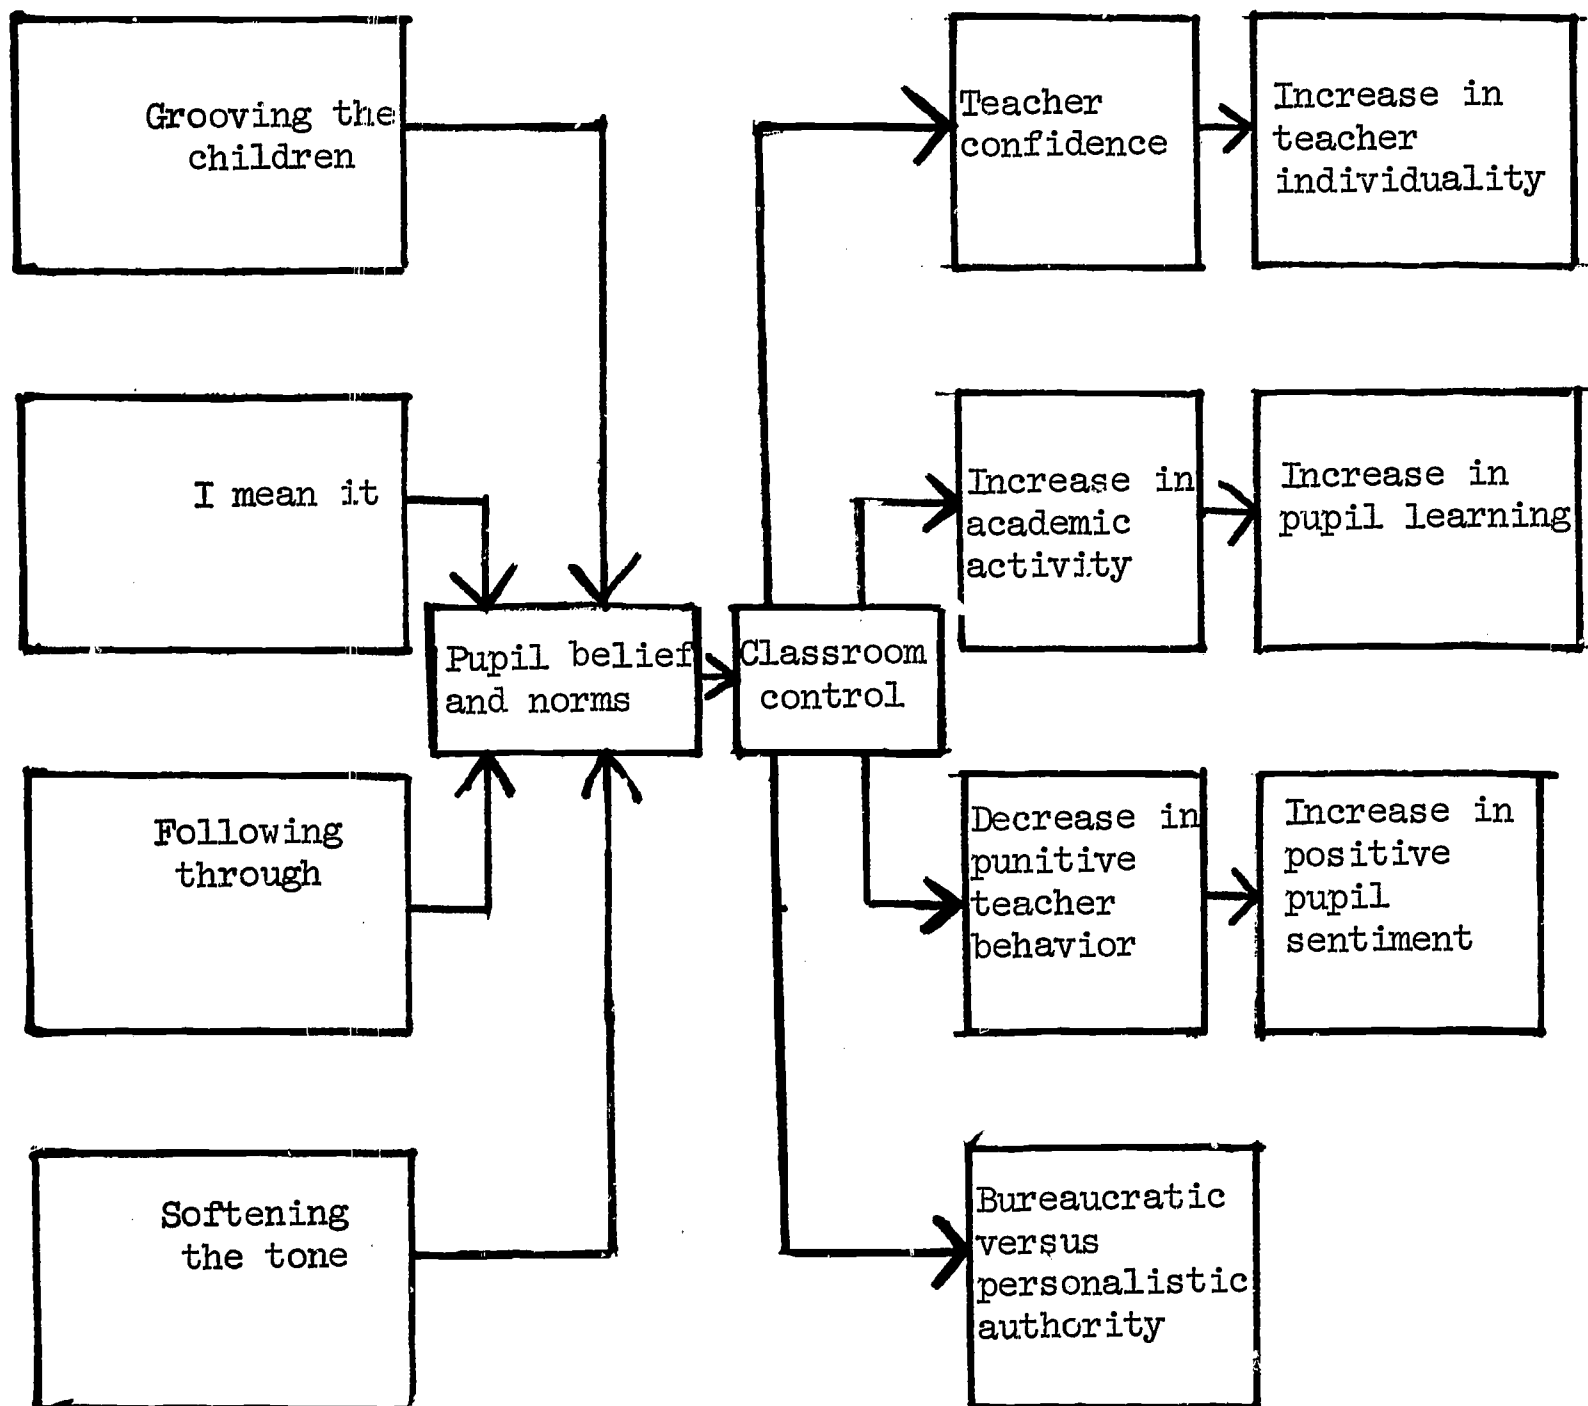 Grooving the
children
I mean it
Following
through
Softening
the tone
Pupil belief
and norms
Classroom
control
Teacher
confidence
Increase in
teacher
individuality
Increase in
academic
activity
Increase in
pupil learning
Decrease in
punitive
teacher
behavior
Increase in
positive
pupil
sentiment
Bureaucratic
versus
personalistic
authority